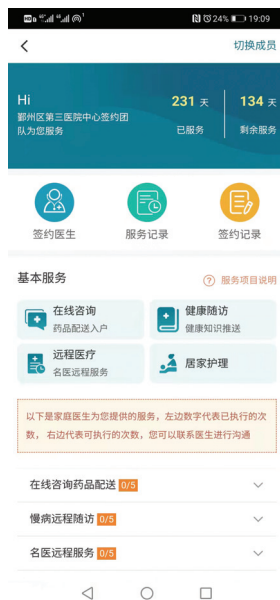 24% 19:09
切换成员
Hi
鄞州区第三医院中心签约团
队为您服务
231 天
已服务
134 天
剩余服务
签约医生
服务记录
签约记录
基本服务
? 服务项目说明
在线咨询
药品配送入户
健康随访
健康知识推送
远程医疗
名医远程服务
居家护理
以下是家庭医生为您提供的服务，左边数字代表已执行的次
数， 右边代表可执行的次数，您可以联系医生进行沟通
在线咨询药品配送 0/5
慢病远程随访 0/5
名医远程服务 0/5